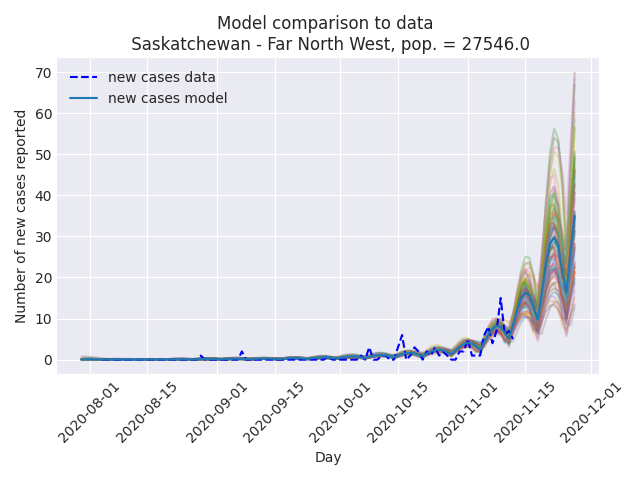 Model comparison to data
Saskatchewan - Far North West, pop. = 27546.0
new cases data
new cases model
Number of new cases reported
70
60
50
40
30
20
10
0
2020-08-01
2020-08-15
2020-09-01
2020-09-15
2020-10-01
2020-10-15
2020-11-01
2020-11-15
2020-12-01
Day